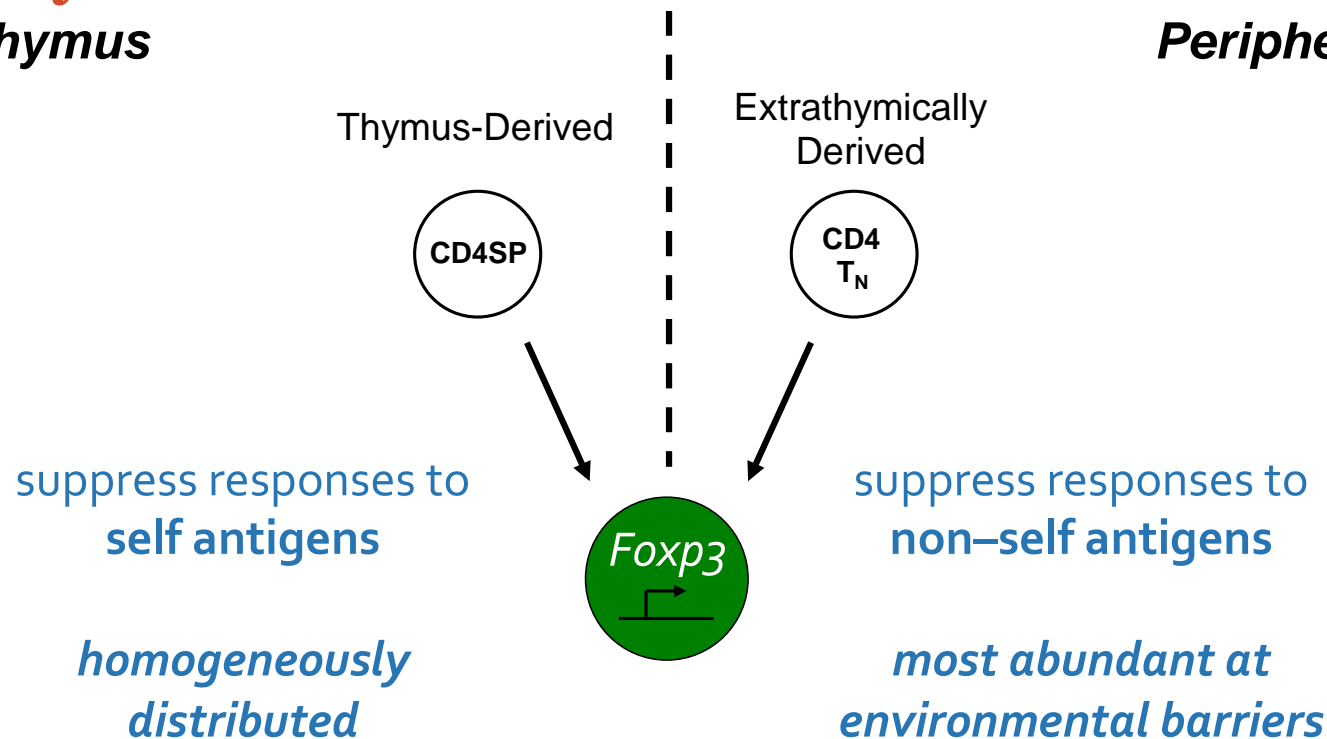 hymus
Periphe
Thymus-Derived
Extrathymically
Derived
CD4SP
CD4
T_N
suppress responses to
self antigens
homogeneously
distributed
Foxp3
suppress responses to
non–self antigens
most abundant at
environmental barriers